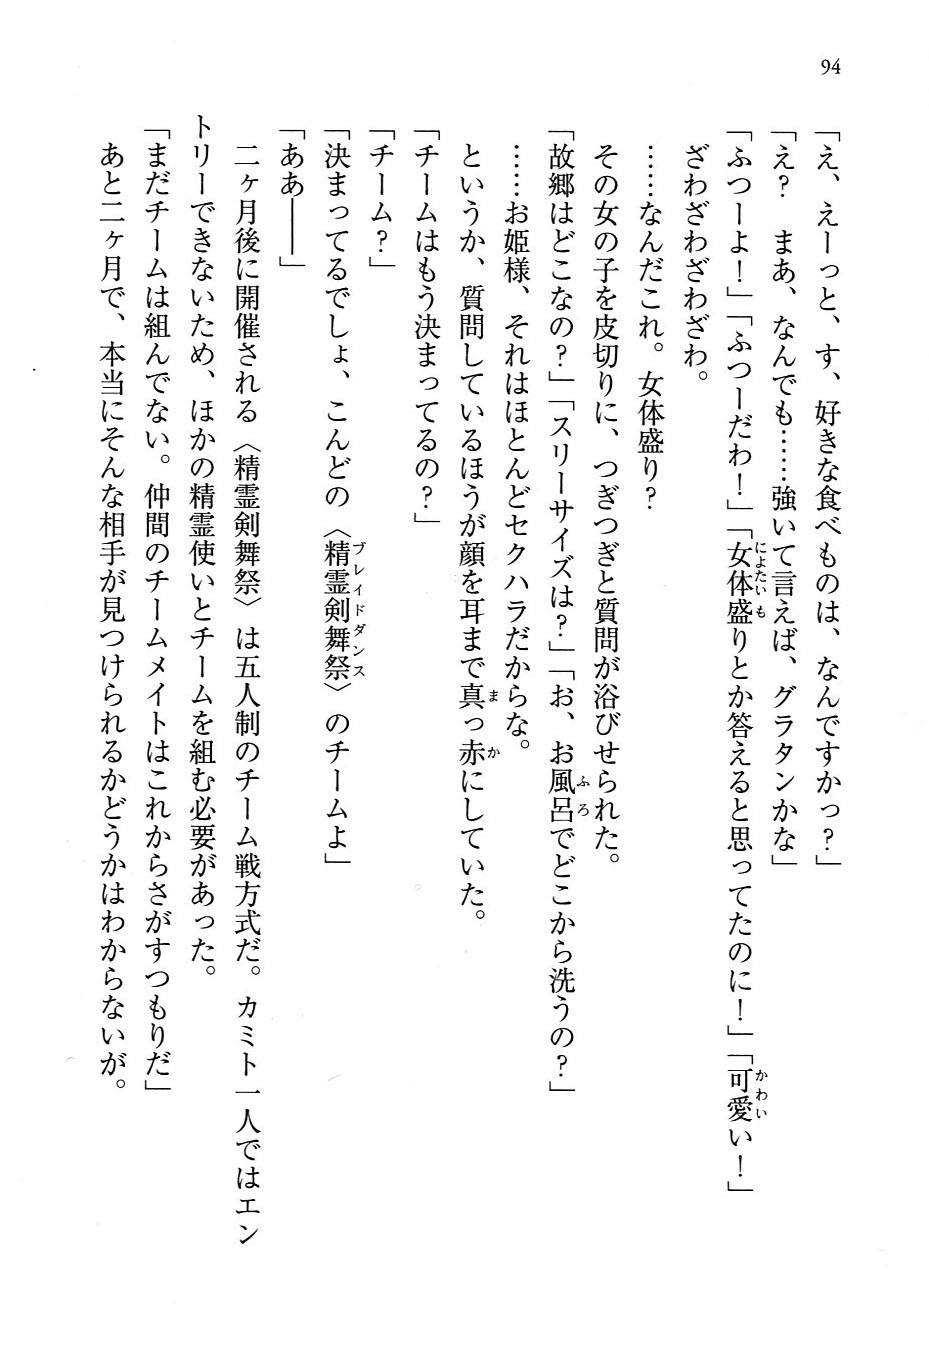 94
「え、えーっと、す、好きな食べものは、なんですかっ？」
「え？　まあ、なんでも……強いて言えば、グラタンかな」
「ふつーよ！」「ふつーだわ！」「女体盛りとか答えると思ってたのに！」「可愛い！」
ざわざわざわざわ。
……なんだこれ。女体盛り？
その女の子を皮切りに、つぎつぎと質問が浴びせられた。
「故郷はどこなの？」「スリーサイズは？」「お、お風呂でどこから洗うの？」
……お姫様、それはほとんどセクハラだからな。
というか、質問しているほうが顔を耳まで真っ赤にしていた。
「チームはもう決まってるの？」
「チーム？」
「決まってるでしょ、こんどの〈精霊剣舞祭〉のチームよ」
「ああ――」
二ヶ月後に開催される〈精霊剣舞祭〉は五人制のチーム戦方式だ。カミト一人ではエン
トリーできないため、ほかの精霊使いとチームを組む必要があった。
「まだチームは組んでない。仲間のチームメイトはこれからさがすつもりだ」
あと二ヶ月で、本当にそんな相手が見つけられるかどうかはわからないが。